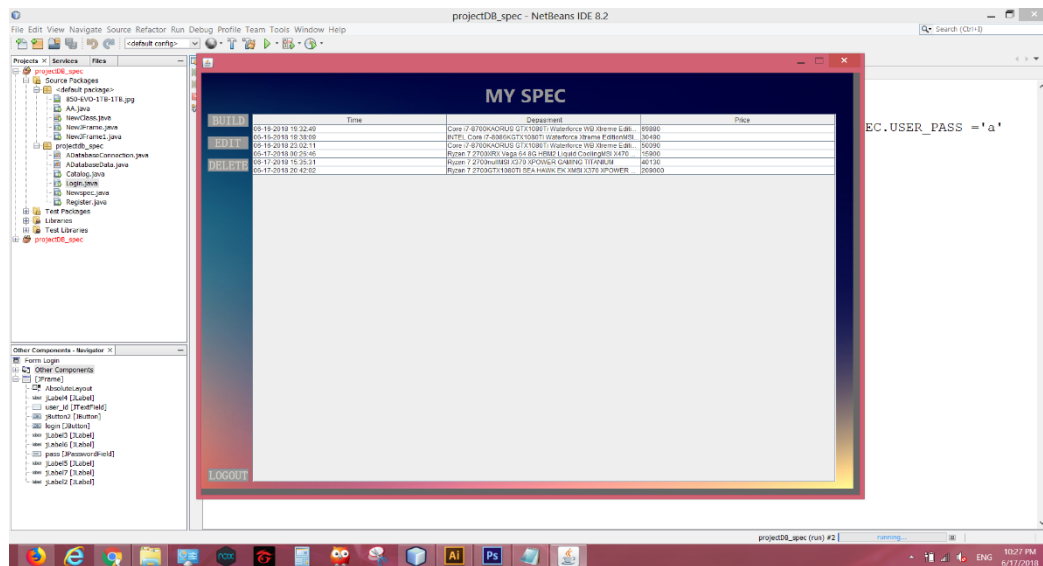 projectDB_spec - NetBeans IDE 8.2
File Edit View Navigate Source Refactor Run Debug Profile Team Tools Window Help
Search (Ctrl+I)
<default config>
Projects Services Files
projectDB_spec
Source Packages
<default package>
850-EVO-1TB-1TB.jpg
AA.java
NewClass.java
NewJFrame.java
NewJFrame1.java
projectdb_spec
ADatabaseConnection.java
ADatabaseData.java
Catalog.java
Login.java
Newspec.java
Register.java
Test Packages
Libraries
Test Libraries
projectDB_spec
EC.USER_PASS ='a'
MY SPEC
BUILD
EDIT
DELETE
LOGOUT
Time Depasment Price
06-16-2018 19:32:49 Core i7-8700KAORUS GTX1080Ti Waterforce WB Xtreme Editi... 69880
06-16-2018 19:38:09 INTEL Core i7-8086KGTX1080Ti Waterforce Xtreme EditionMSI... 30490
06-16-2018 23:02:11 Core i7-8700KAORUS GTX1080Ti Waterforce WB Xtreme Editi... 50090
06-17-2018 00:26:46 Ryzen 7 2700XRX Vega 64 8G HBM2 Liquid CoolingMSI X470... 15900
06-17-2018 15:35:31 Ryzen 7 2700nullMSI X370 XPOWER GAMING TITANIUM 40130
06-17-2018 20:42:02 Ryzen 7 2700GTX1080Ti SEA HAWK EK XMSI X370 XPOWER ... 209000
Other Components - Navigator
Form Login
Other Components
[JFrame]
AbsoluteLayout
jLabel4 [JLabel]
user_id [JTextField]
jButton2 [JButton]
login [JButton]
jLabel3 [JLabel]
jLabel6 [JLabel]
pass [JPasswordField]
jLabel5 [JLabel]
jLabel7 [JLabel]
jLabel2 [JLabel]
projectDB_spec (run) #2 running...
nox
Ai
Ps
ENG
10:27 PM
6/17/2018